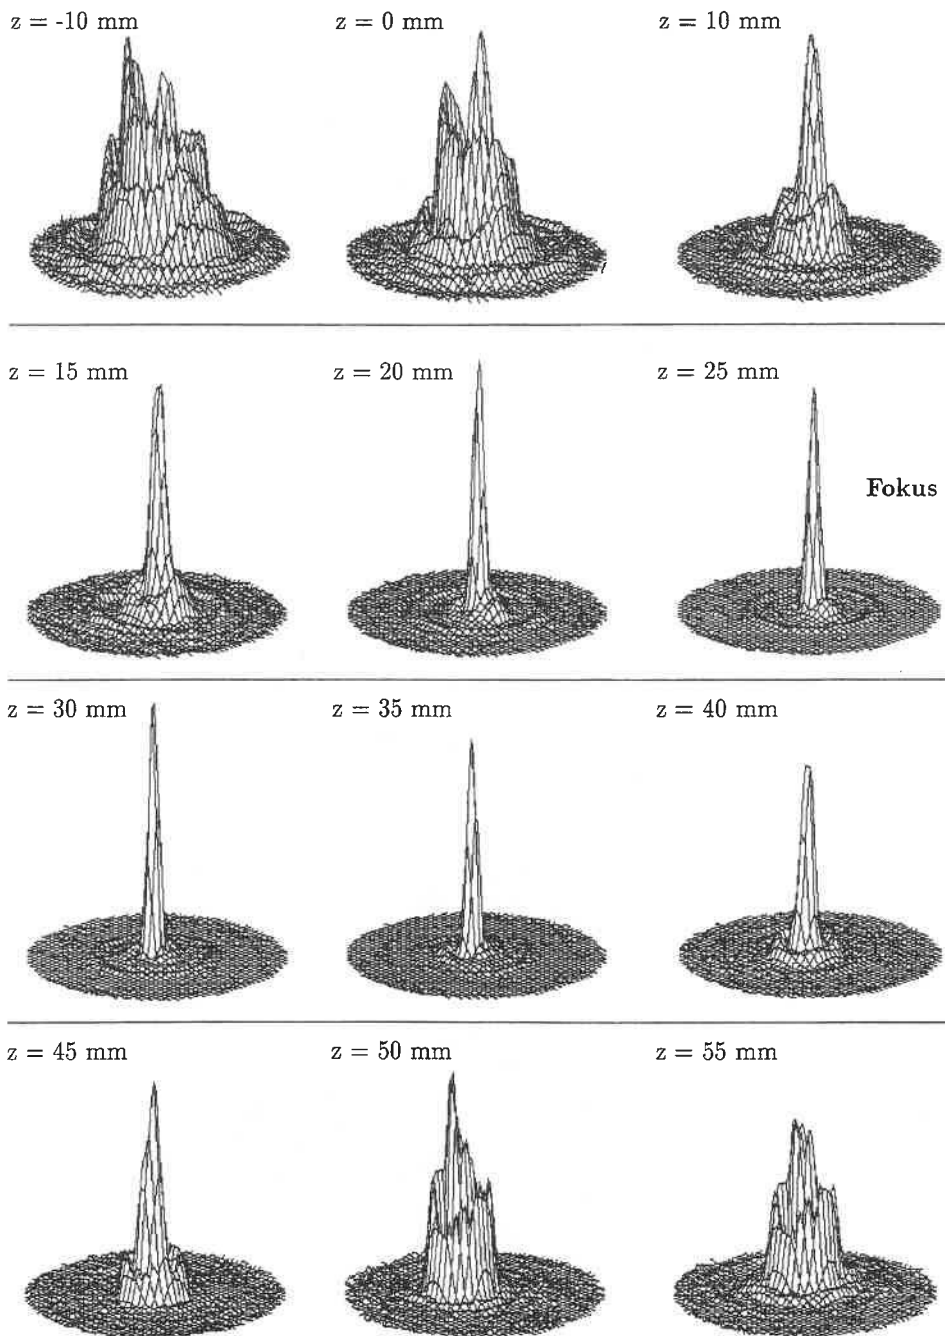 z = -10 mm
z = 0 mm
z = 10 mm
z = 15 mm
z = 20 mm
z = 25 mm
Fokus
z = 30 mm
z = 35 mm
z = 40 mm
z = 45 mm
z = 50 mm
z = 55 mm